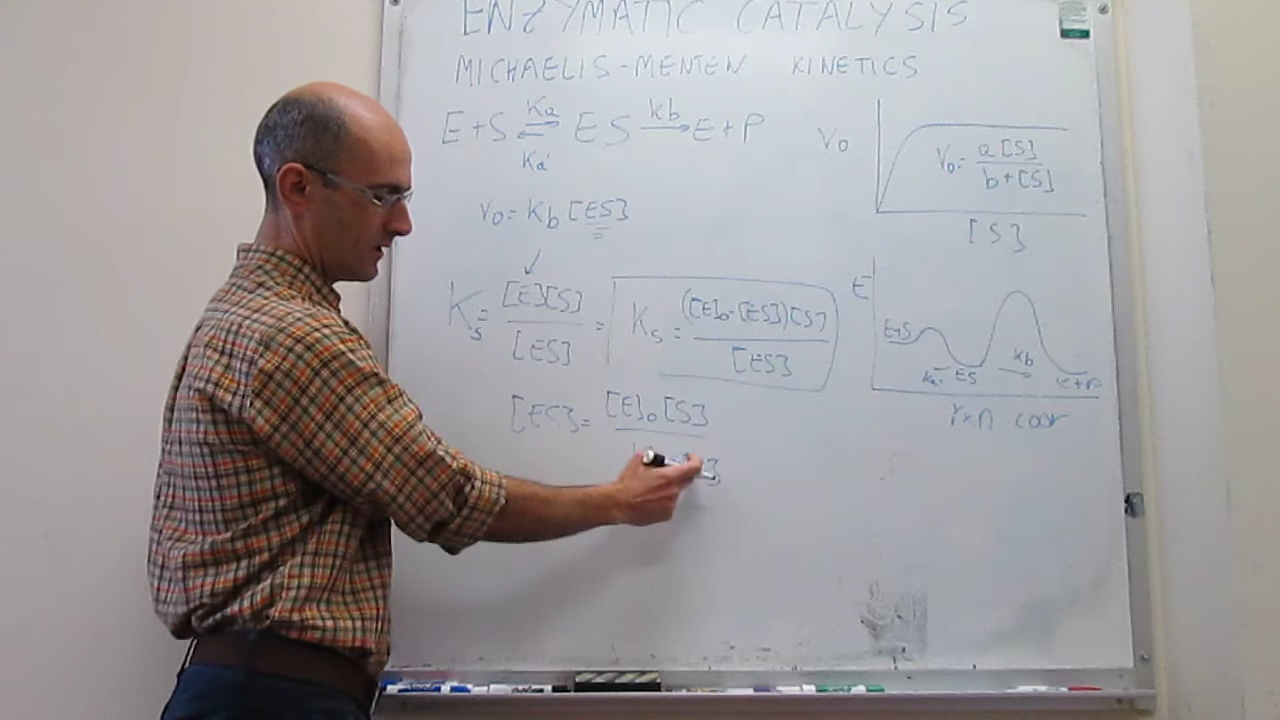 ENZYMATIC CATALYSIS
MICHAELIS-MENTEN KINETICS
E+S ⇌ ES → E+P
Ka
Ka'
kb
V0 = Kb [ES]
Ks = [E][S] / [ES] =
Ks = ([E]0-[ES])[S] / [ES]
[ES] = [E]0 [S]
V0
V0 = a[S] / b+[S]
[S]
E
E+S
ES
kb
E+P
rxn coor